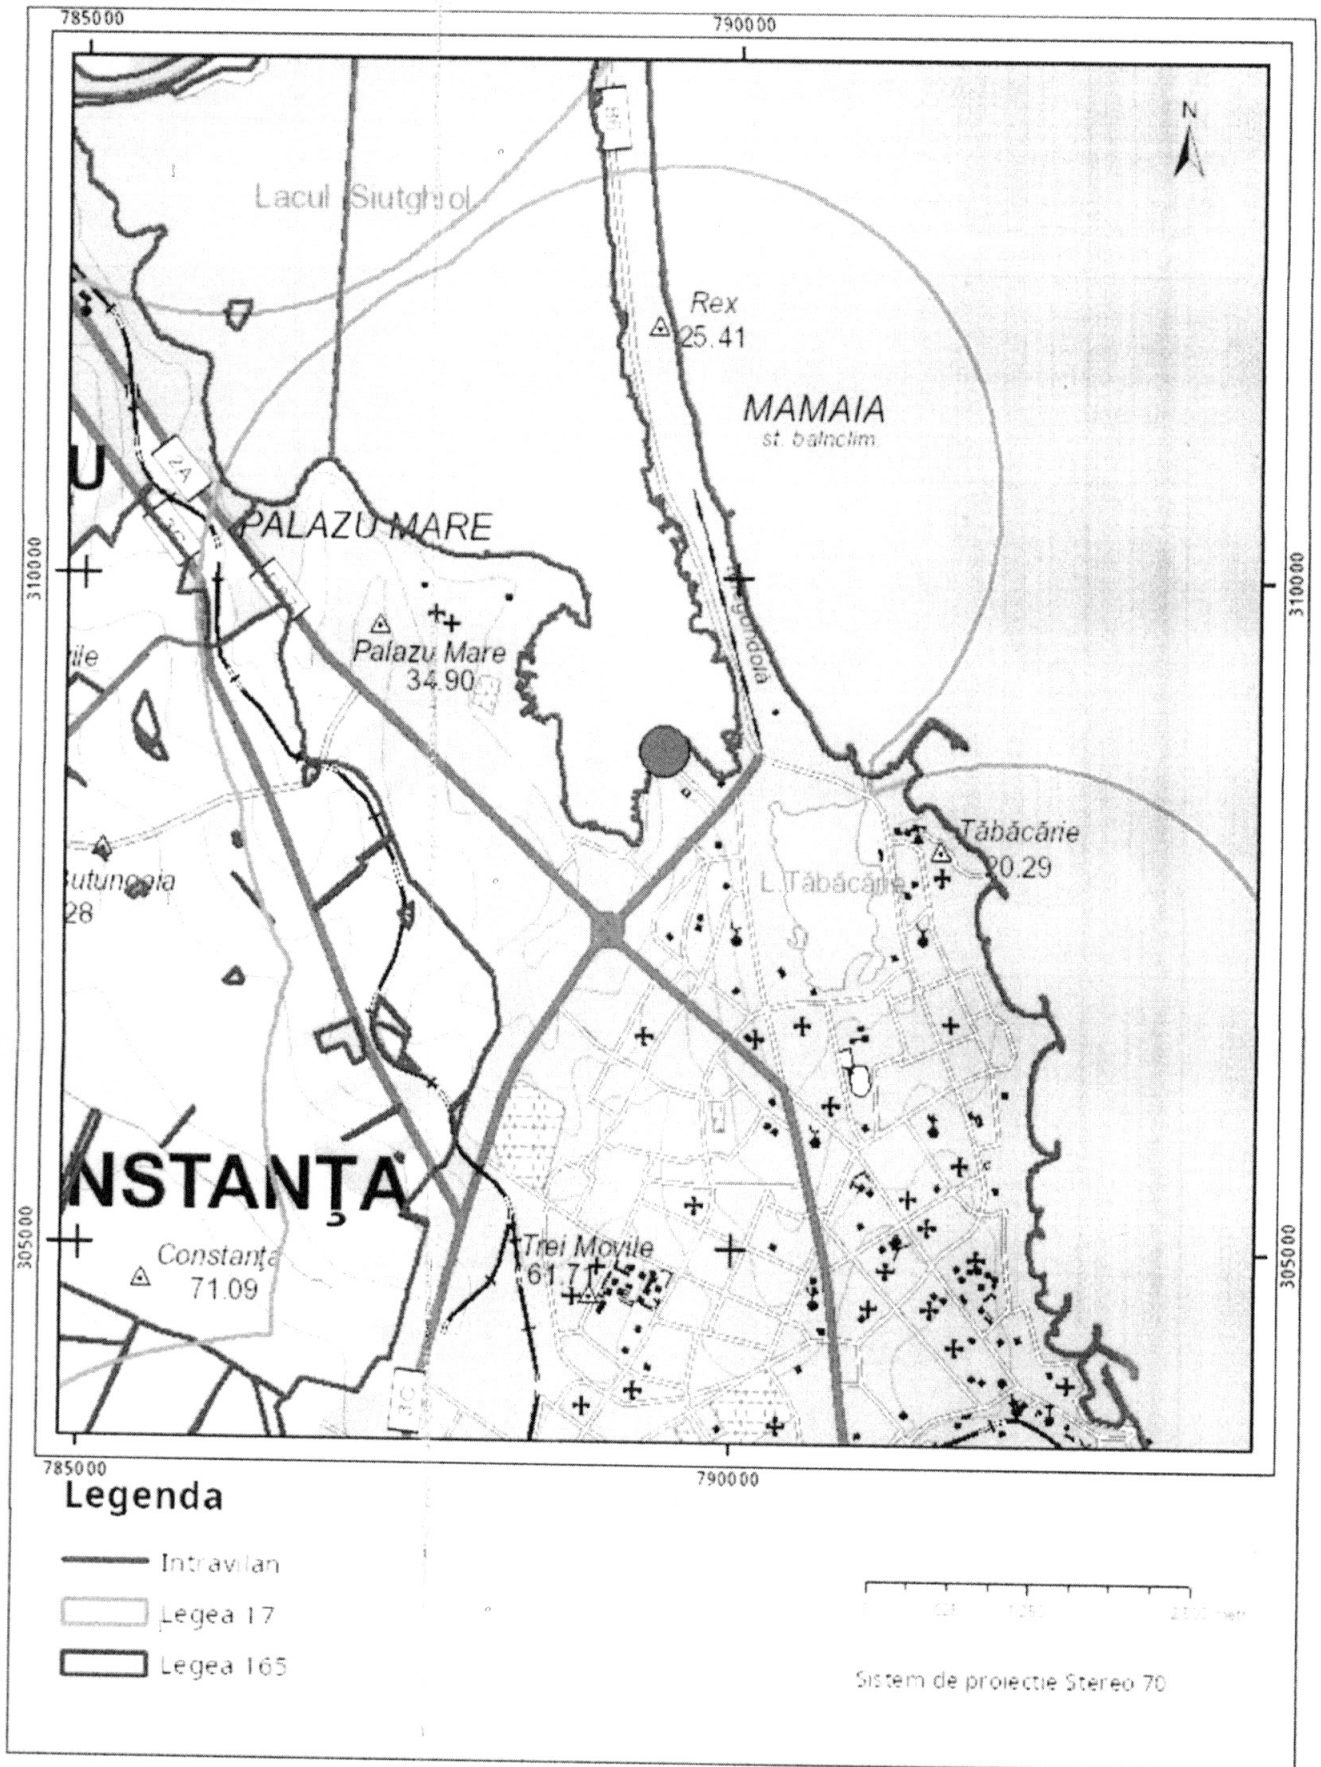 785000
790000
N
Lacul Siutghiol
Rex
25.41
MAMAIA
st. balnclim
U
2A
PALAZU MARE
310000
310000
Palazu Mare
34.90
Tăbăcărie
20.29
L.Tăbăcărie
28
NSTANȚA
305000
305000
Constanța
71.09
Trei Movile
61.71
3C
785000
790000
Legenda
Intravilan
Legea 17
Legea 165
Sistem de proiectie Stereo 70